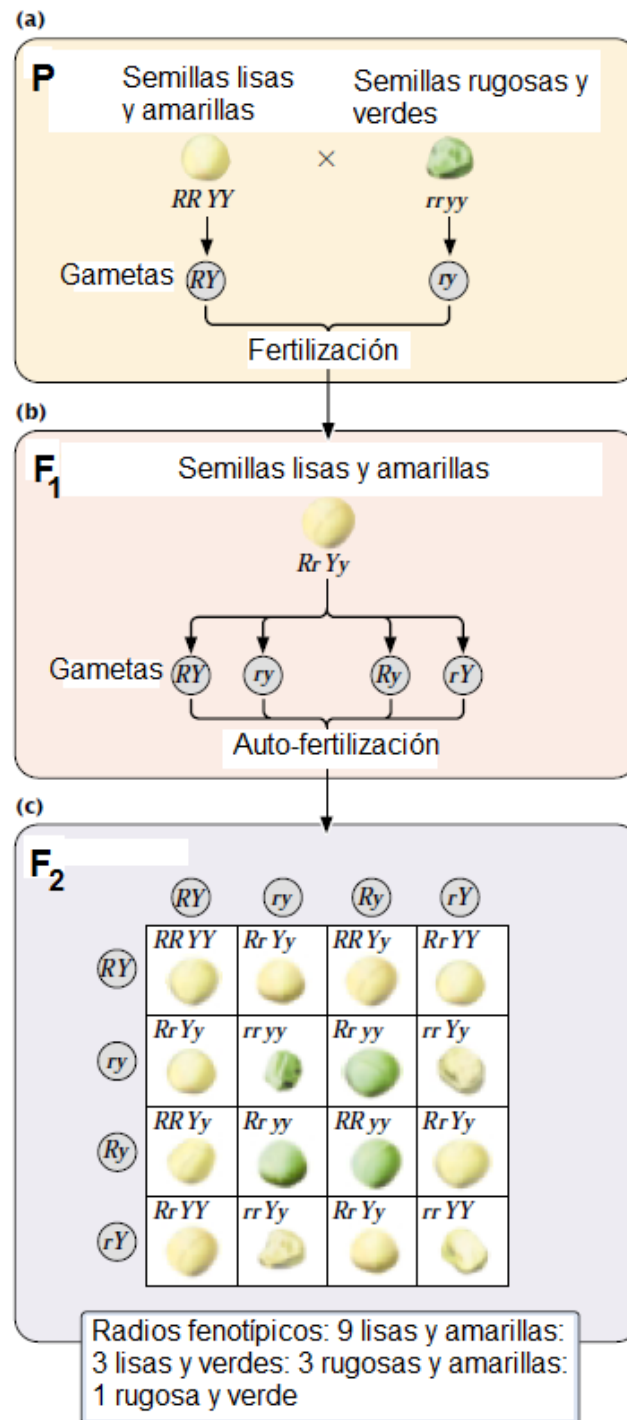 (a)
P
Semillas lisas y amarillas
Semillas rugosas y verdes
×
RR YY
rr yy
Gametas
RY
ry
Fertilización
(b)
F1
Semillas lisas y amarillas
Rr Yy
Gametas
RY
ry
Ry
rY
Auto-fertilización
(c)
F2
RY ry Ry rY
RY
RR YY Rr Yy RR Yy Rr YY
ry
Rr Yy rr yy Rr yy rr Yy
Ry
RR Yy Rr yy RR yy Rr Yy
rY
Rr YY rr Yy Rr Yy rr YY
Radios fenotípicos: 9 lisas y amarillas:
3 lisas y verdes: 3 rugosas y amarillas:
1 rugosa y verde